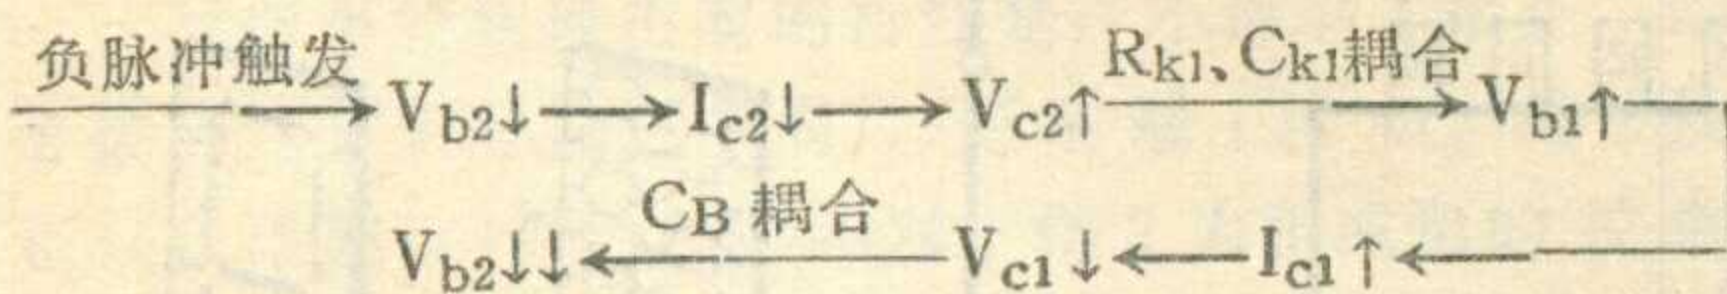 负脉冲触发→Vb2↓→Ic2↓→Vc2↑ Rk1、Ck1耦合→Vb1↑
Vb2↓↓← CB 耦合 Vc1↓←Ic1↑←